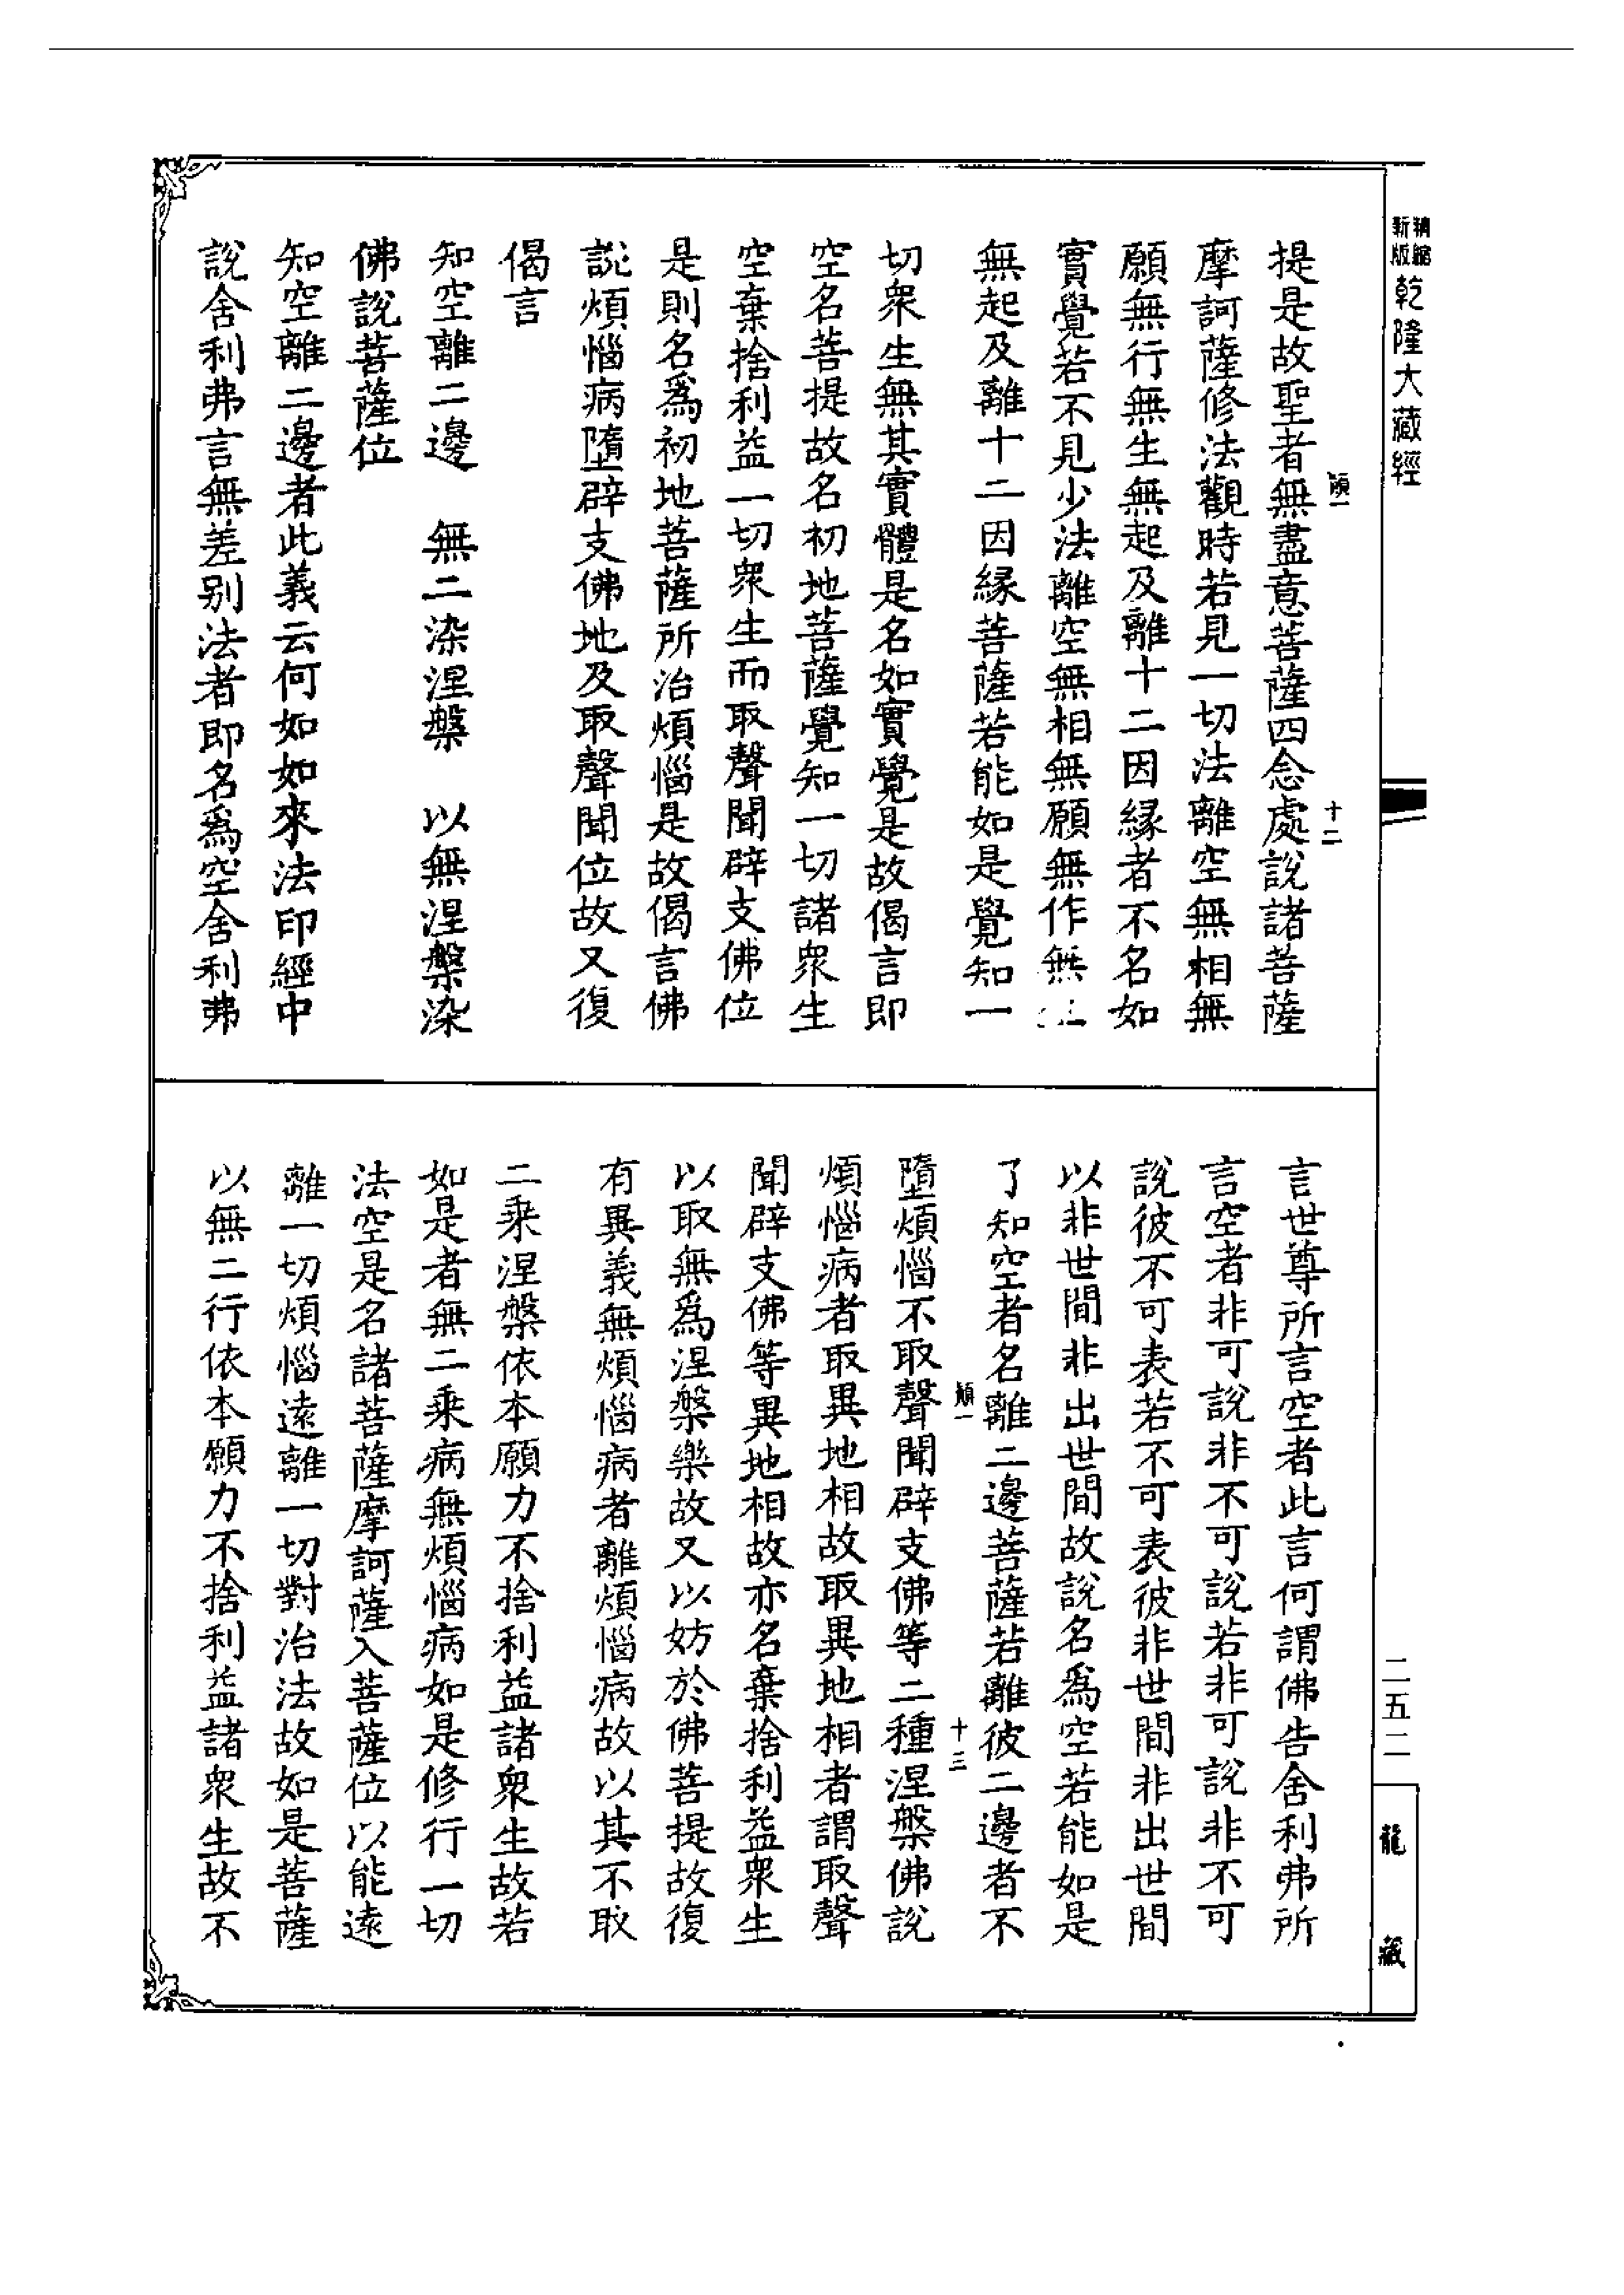 精縮新版乾隆大藏經
頴一
十二
提是故聖者無盡意菩薩四念處說諸菩薩
摩訶薩修法觀時若見一切法離空無相無
願無行無生無起及離十二因緣者不名如
實覺若不見少法離空無相無願無作無
無起及離十二因緣菩薩若能如是覺知一
切衆生無其實體是名如實覺是故偈言即
空名菩提故名初地菩薩覺知一切諸衆生
空棄捨利益一切衆生而取聲聞辟支佛位
是則名爲初地菩薩所治煩惱是故偈言佛
說煩惱病墮辟支佛地及取聲聞位故又復
偈言
知空離二邊　無二染涅槃　以無涅槃染
佛說菩薩位
知空離二邊者此義云何如如來法印經中
說舍利弗言無差别法者即名爲空舍利弗
言世尊所言空者此言何謂佛告舍利弗所
言空者非可說非不可說若非可說非不可
說彼不可表若不可表彼非世間非出世間
以非世間非出世間故說名爲空若能如是
了知空者名離二邊菩薩若離彼二邊者不
頴一
十三
墮煩惱不取聲聞辟支佛等二種涅槃佛說
煩惱病者取異地相故取異地相者謂取聲
聞辟支佛等異地相故亦名棄捨利益衆生
以取無爲涅槃樂故又以妨於佛菩提故復
有異義無煩惱病者離煩惱病故以其不取
二乘涅槃依本願力不捨利益諸衆生故若
如是者無二乘病無煩惱病如是修行一切
法空是名諸菩薩摩訶薩入菩薩位以能遠
離一切煩惱遠離一切對治法故如是菩薩
以無二行依本願力不捨利益諸衆生故不
二五二
龍藏